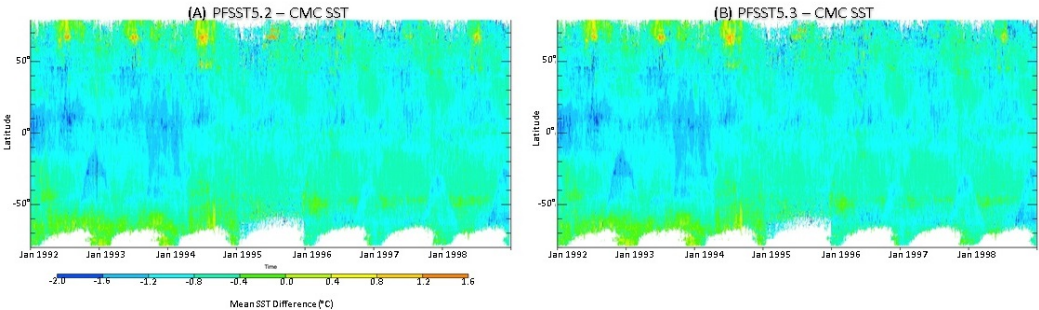 (A) PFSST5.2 – CMC SST
50°
0°
-50°
Latitude
Jan 1992 Jan 1993 Jan 1994 Jan 1995 Jan 1996 Jan 1997 Jan 1998
Time
-2.0 -1.6 -1.2 -0.8 -0.4 0.0 0.4 0.8 1.2 1.6
Mean SST Difference (°C)
(B) PFSST5.3 – CMC SST
50°
0°
-50°
Latitude
Jan 1992 Jan 1993 Jan 1994 Jan 1995 Jan 1996 Jan 1997 Jan 1998